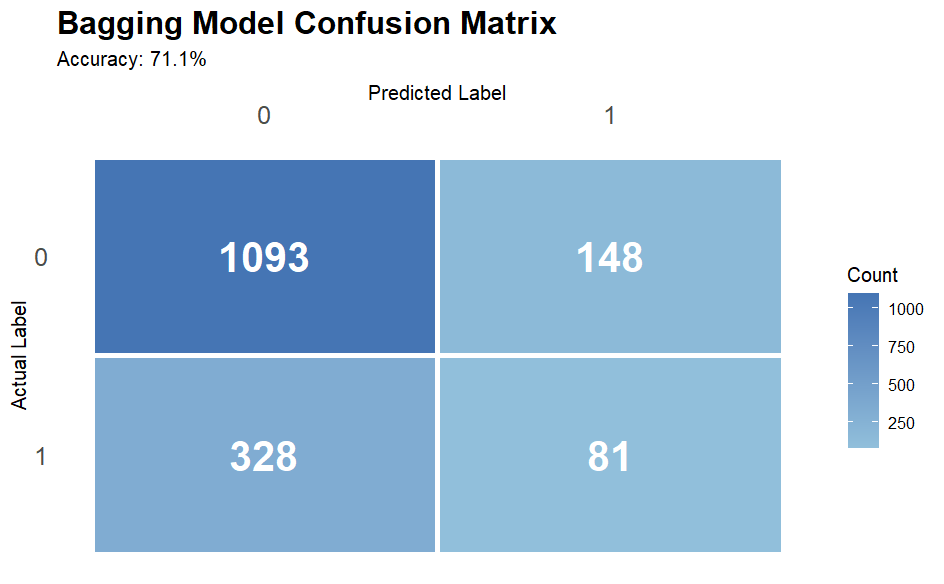 Bagging Model Confusion Matrix
Accuracy: 71.1%
Predicted Label
0 1
0 1093 148
Actual Label
1 328 81
Count
1000
750
500
250